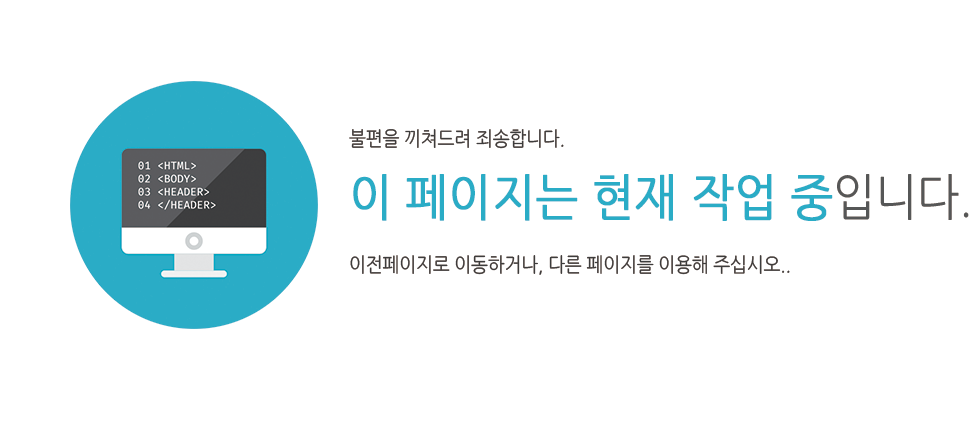 01 <HTML>
02 <BODY>
03 <HEADER>
04 </HEADER>
불편을 끼쳐드려 죄송합니다.
이 페이지는 현재 작업 중입니다.
이전페이지로 이동하거나, 다른 페이지를 이용해 주십시오..